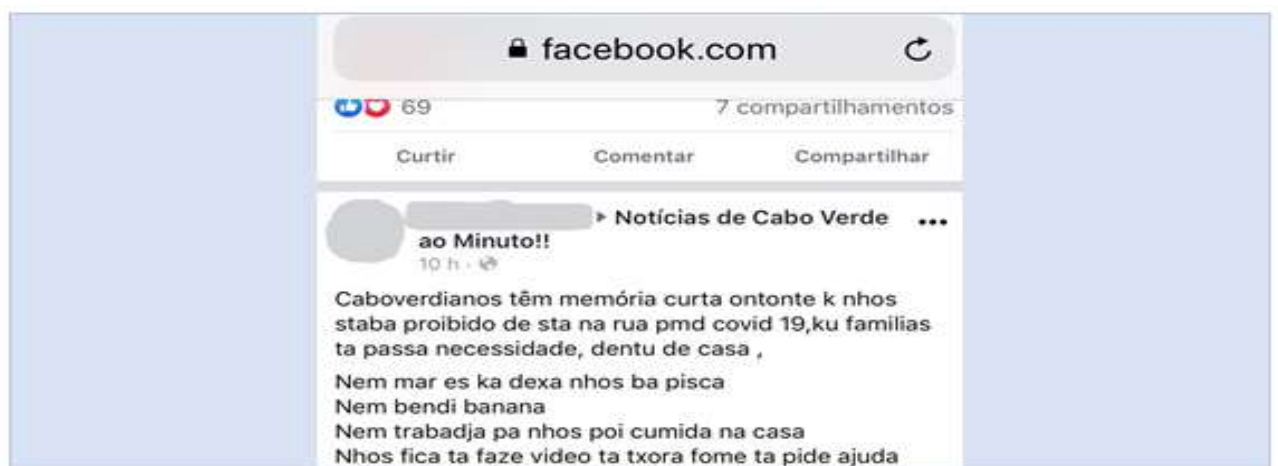 facebook.com
69 7 compartilhamentos
Curtir Comentar Compartilhar
Notícias de Cabo Verde
ao Minuto!!
10 h
Caboverdianos têm memória curta ontonte k nhos
staba proibido de sta na rua pmd covid 19,ku familias
ta passa necessidade, dentu de casa ,
Nem mar es ka dexa nhos ba pisca
Nem bendi banana
Nem trabadja pa nhos poi cumida na casa
Nhos fica ta faze video ta txora fome ta pide ajuda